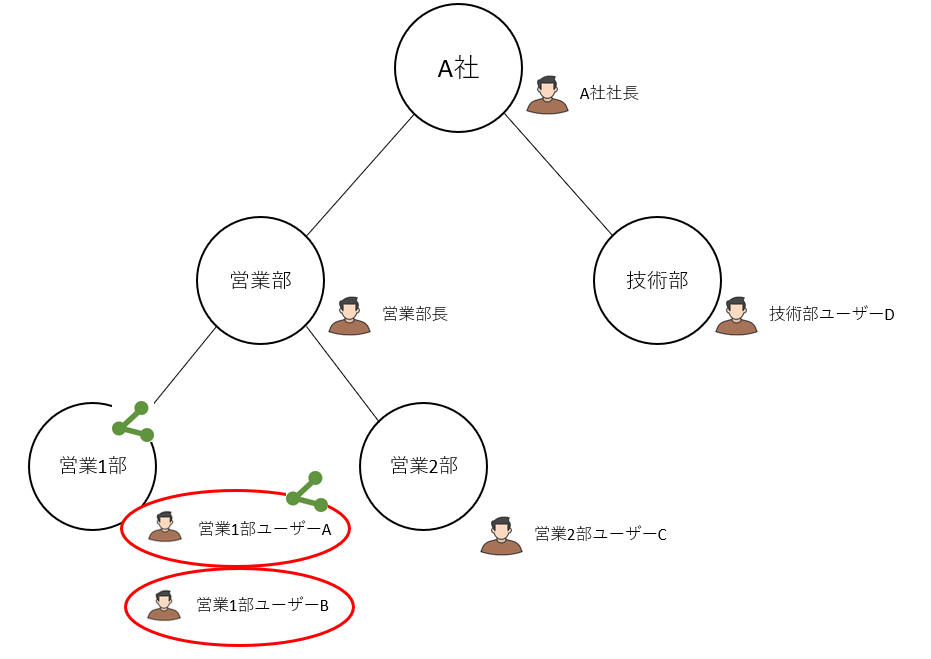 A社
A社社長
営業部
技術部
営業部長
技術部ユーザーD
営業1部
営業2部
営業1部ユーザーA
営業2部ユーザーC
営業1部ユーザーB